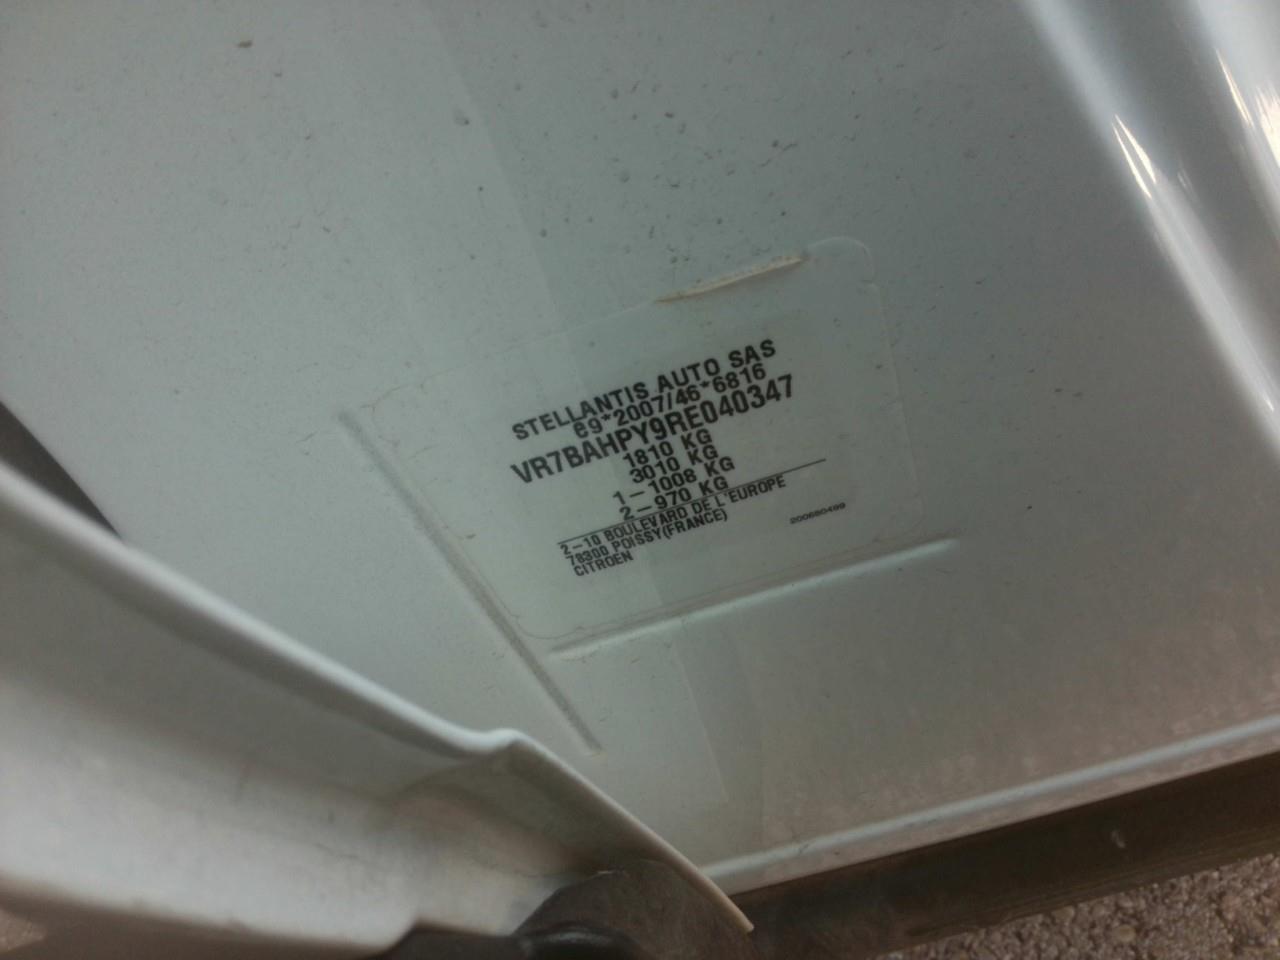 STELLANTIS AUTO SAS
e9*2007/46*6816
VR7BAHPY9RE040347
1810 KG
3010 KG
1-1008 KG
2-970 KG
2-10 BOULEVARD DE L'EUROPE
78300 POISSY(FRANCE)
CITROEN
200680499